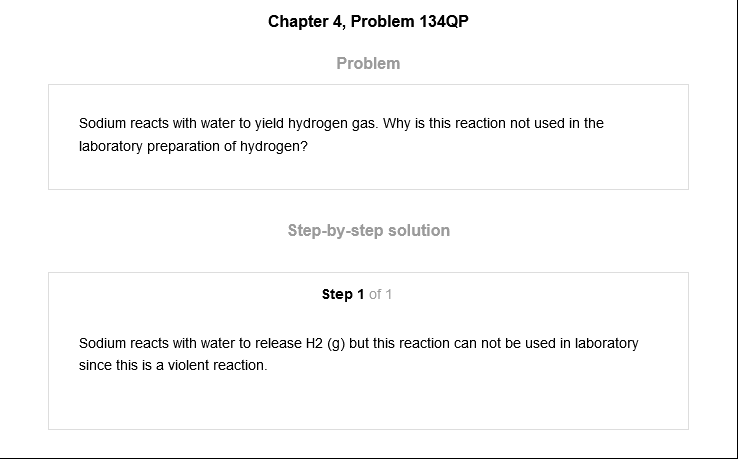 Chapter 4, Problem 134QP
Problem
Sodium reacts with water to yield hydrogen gas. Why is this reaction not used in the
laboratory preparation of hydrogen?
Step-by-step solution
Step 1 of 1
Sodium reacts with water to release H2 (g) but this reaction can not be used in laboratory
since this is a violent reaction.